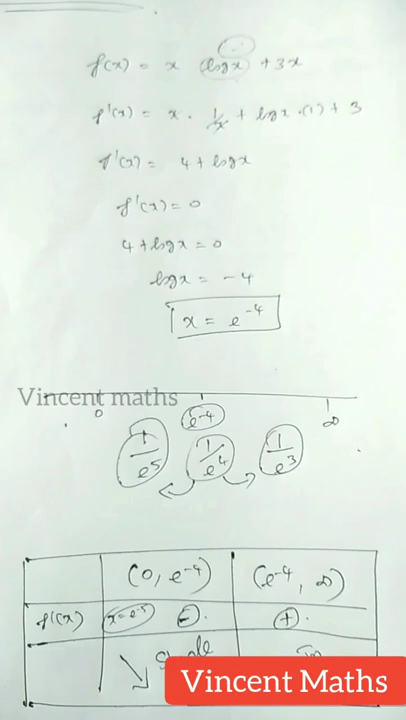 f(x) = x (logx) + 3x
f'(x) = x · 1/x + logx · (1) + 3
f'(x) = 4 + logx
f'(x) = 0
4 + logx = 0
logx = -4
x = e^-4
Vincent maths
0 e^-4 ∞
1/e^5 1/e^4 1/e^3
(0, e^-4) (e^-4, ∞)
f'(x) x = e^-5 - +
Vincent Maths